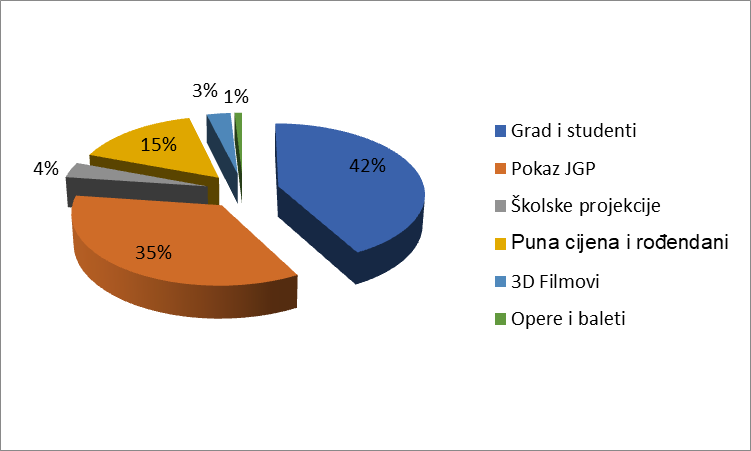 3%
1%
15%
42%
4%
35%
Grad i studenti
Pokaz JGP
Školske projekcije
Puna cijena i rođendani
3D Filmovi
Opere i baleti